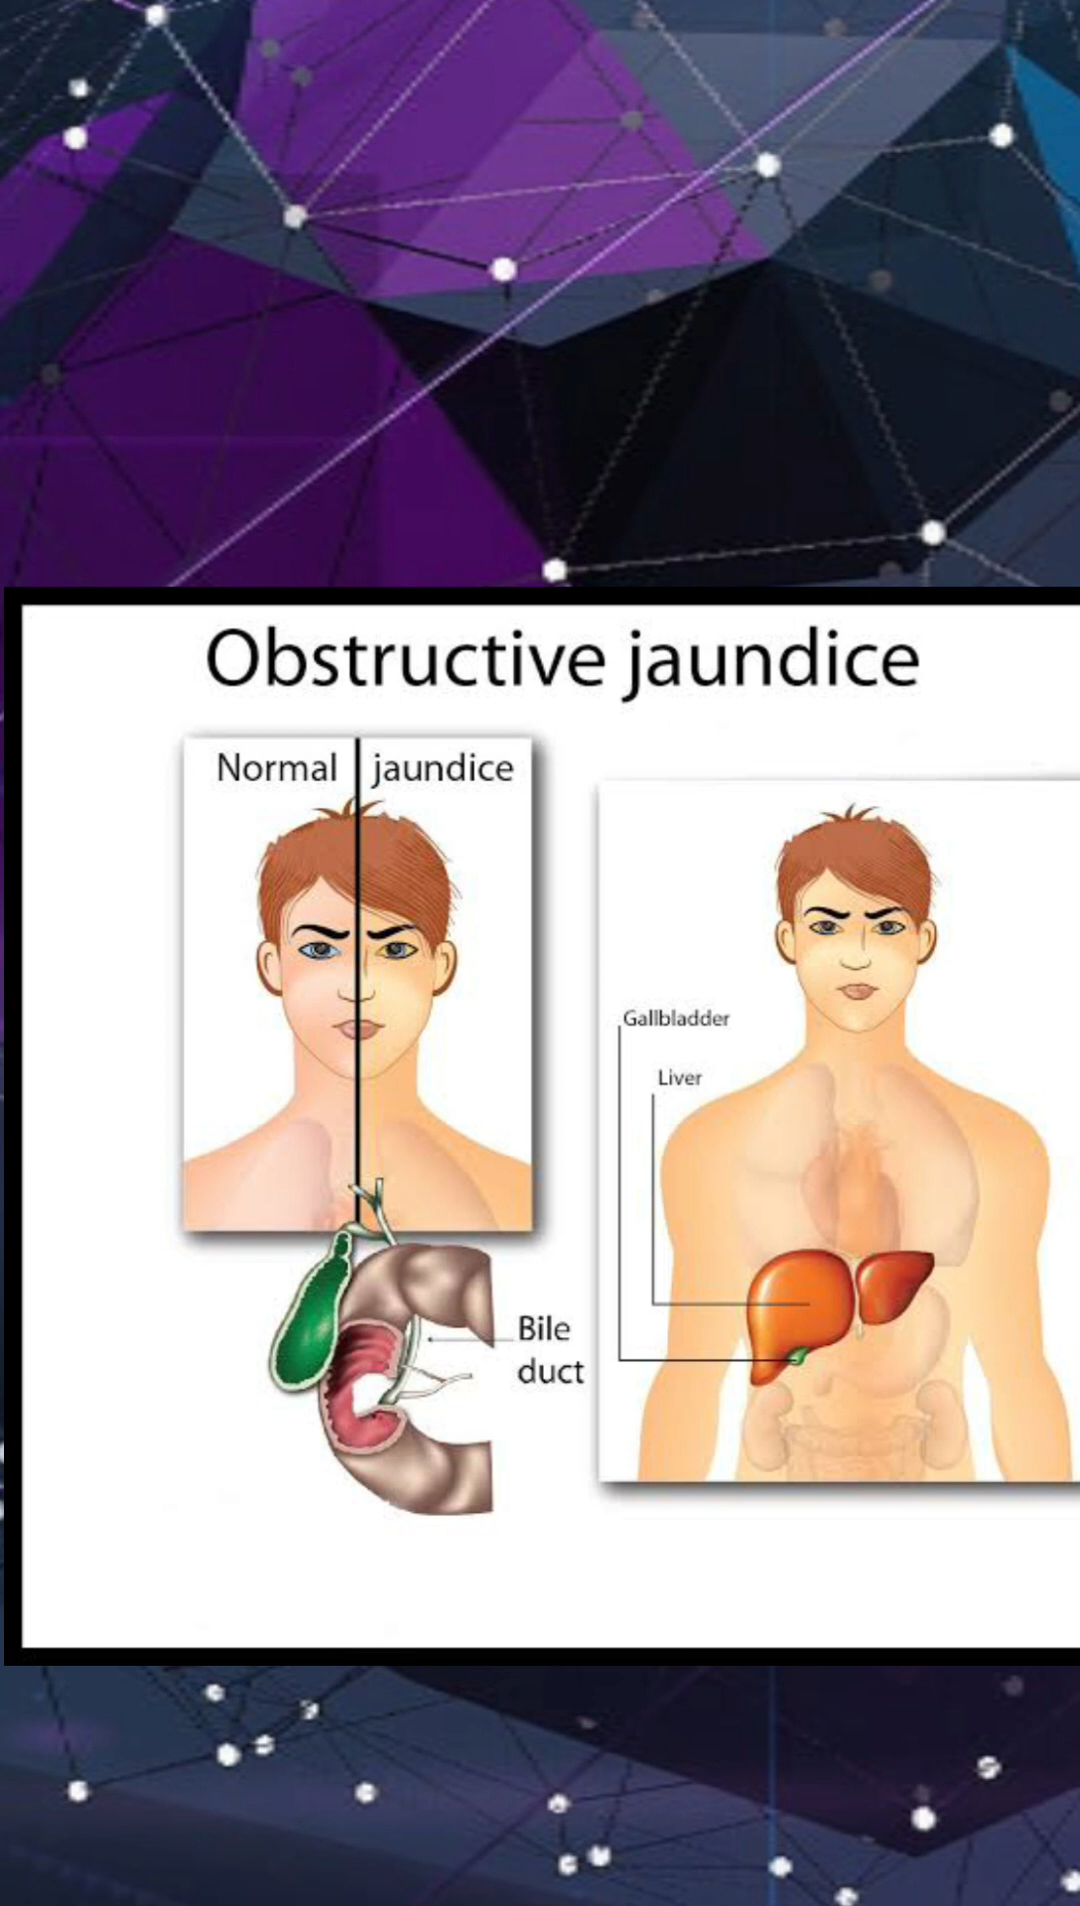 Obstructive jaundice
Normal
jaundice
Gallbladder
Liver
Bile
duct